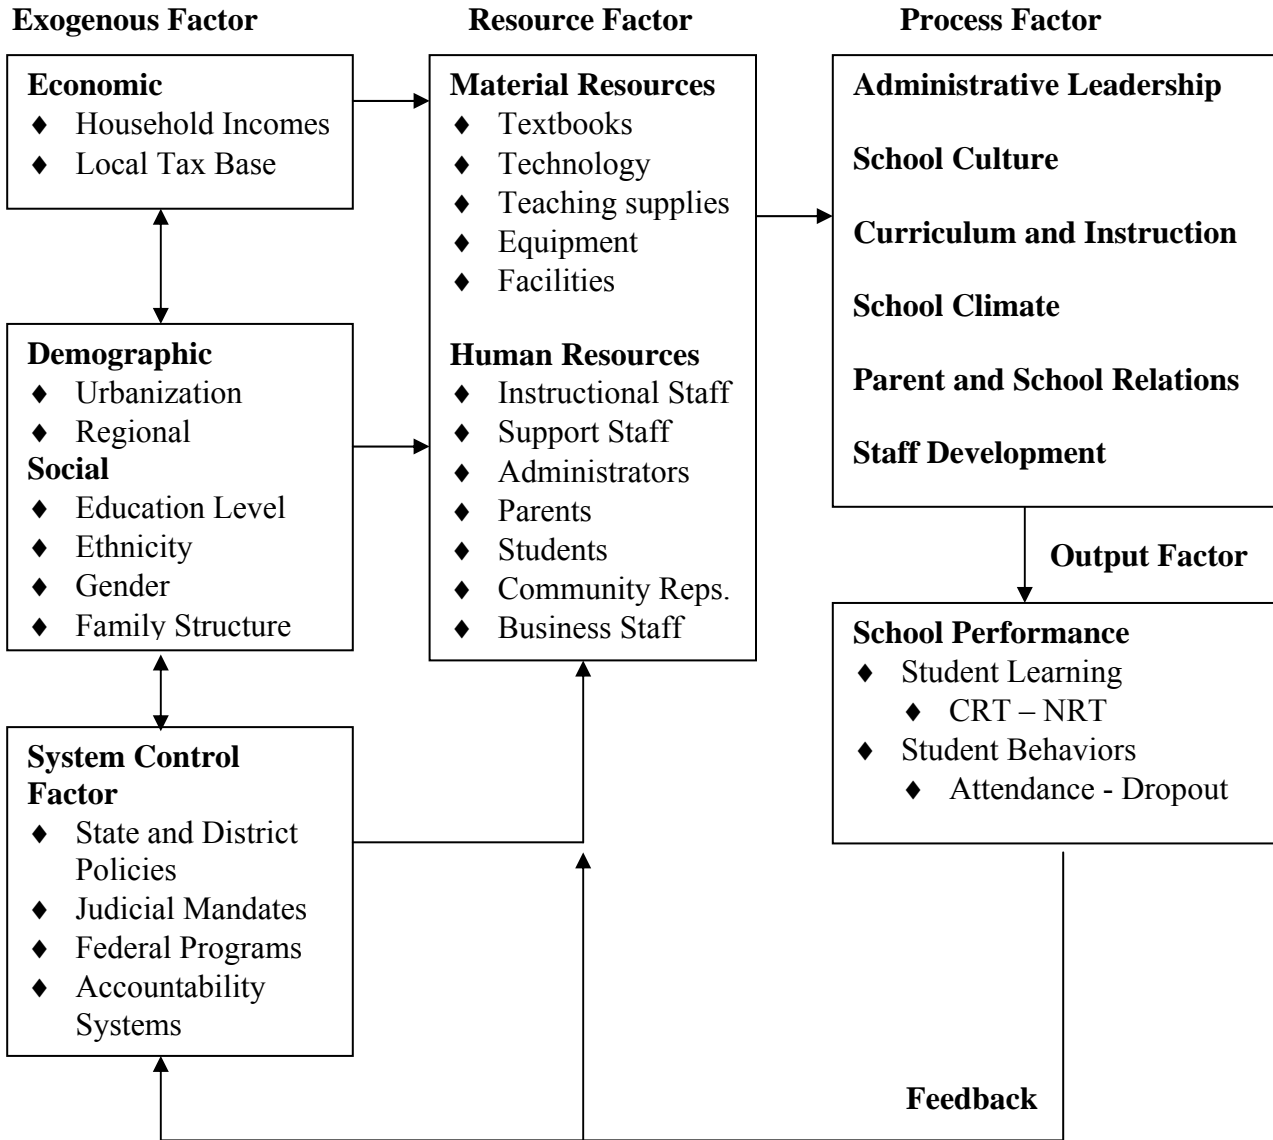 Exogenous Factor
Resource Factor
Process Factor
Economic
♦ Household Incomes
♦ Local Tax Base
Demographic
♦ Urbanization
♦ Regional
Social
♦ Education Level
♦ Ethnicity
♦ Gender
♦ Family Structure
System Control
Factor
♦ State and District
Policies
♦ Judicial Mandates
♦ Federal Programs
♦ Accountability
Systems
Material Resources
♦ Textbooks
♦ Technology
♦ Teaching supplies
♦ Equipment
♦ Facilities
Human Resources
♦ Instructional Staff
♦ Support Staff
♦ Administrators
♦ Parents
♦ Students
♦ Community Reps.
♦ Business Staff
Administrative Leadership
School Culture
Curriculum and Instruction
School Climate
Parent and School Relations
Staff Development
Output Factor
School Performance
♦ Student Learning
♦ CRT – NRT
♦ Student Behaviors
♦ Attendance - Dropout
Feedback